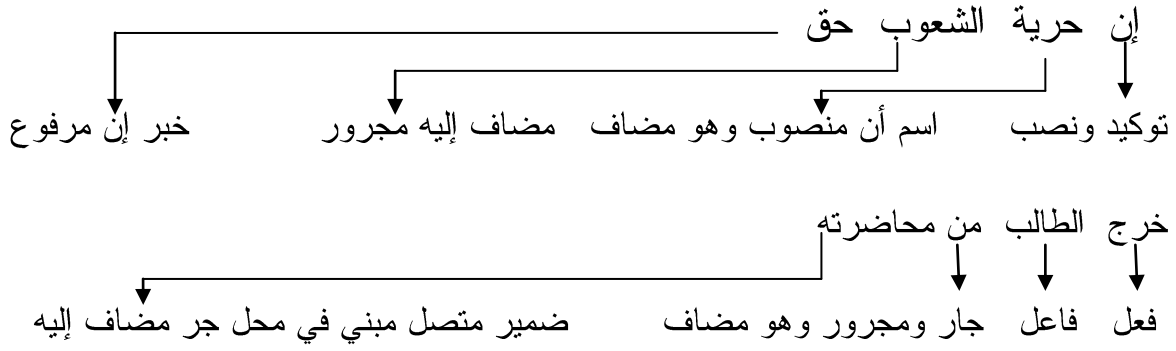 إن حرية الشعوب حق
توكيد ونصب اسم أن منصوب وهو مضاف مضاف إليه مجرور خبر إن مرفوع
خرج الطالب من محاضرته
فعل فاعل جار ومجرور وهو مضاف ضمير متصل مبني في محل جر مضاف إليه